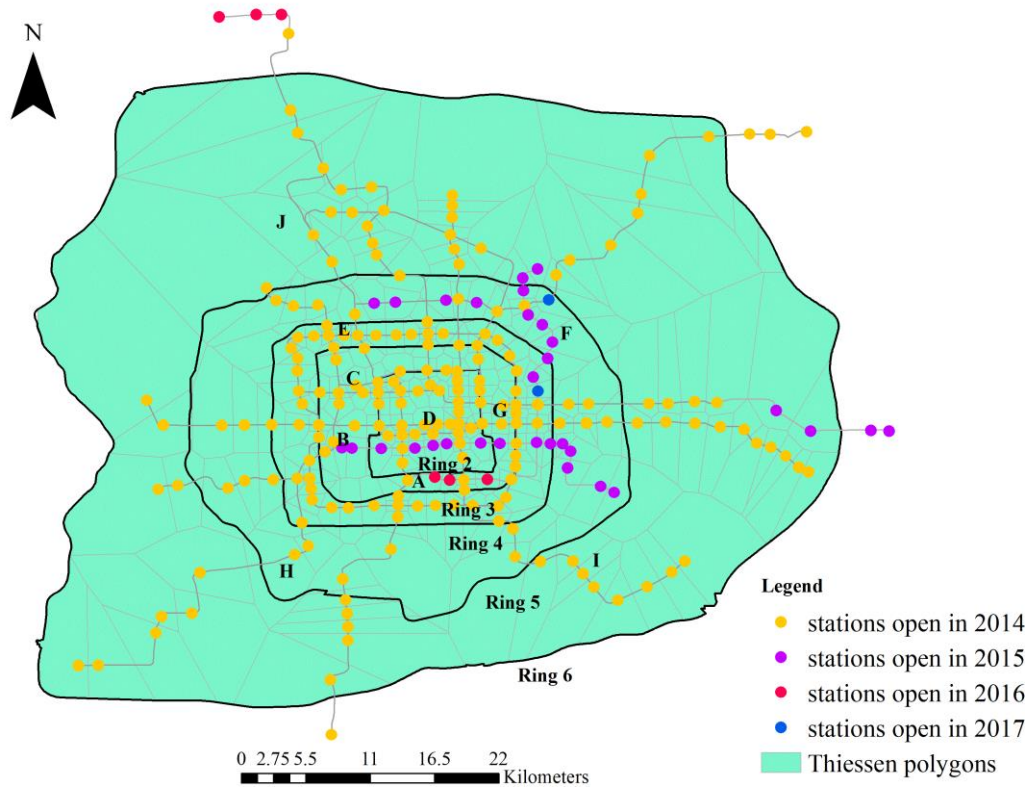 N
J
E
F
C
D
G
B
Ring 2
A
Ring 3
Ring 4
H
I
Ring 5
Ring 6
Legend
stations open in 2014
stations open in 2015
stations open in 2016
stations open in 2017
Thiessen polygons
0 2.75 5.5 11 16.5 22
Kilometers